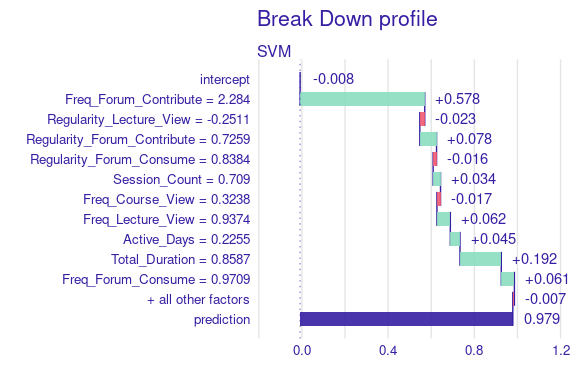 Break Down profile
SVM
intercept -0.008
Freq_Forum_Contribute = 2.284 +0.578
Regularity_Lecture_View = -0.2511 -0.023
Regularity_Forum_Contribute = 0.7259 +0.078
Regularity_Forum_Consume = 0.8384 -0.016
Session_Count = 0.709 +0.034
Freq_Course_View = 0.3238 -0.017
Freq_Lecture_View = 0.9374 +0.062
Active_Days = 0.2255 +0.045
Total_Duration = 0.8587 +0.192
Freq_Forum_Consume = 0.9709 +0.061
+ all other factors -0.007
prediction 0.979
0.0 0.4 0.8 1.2